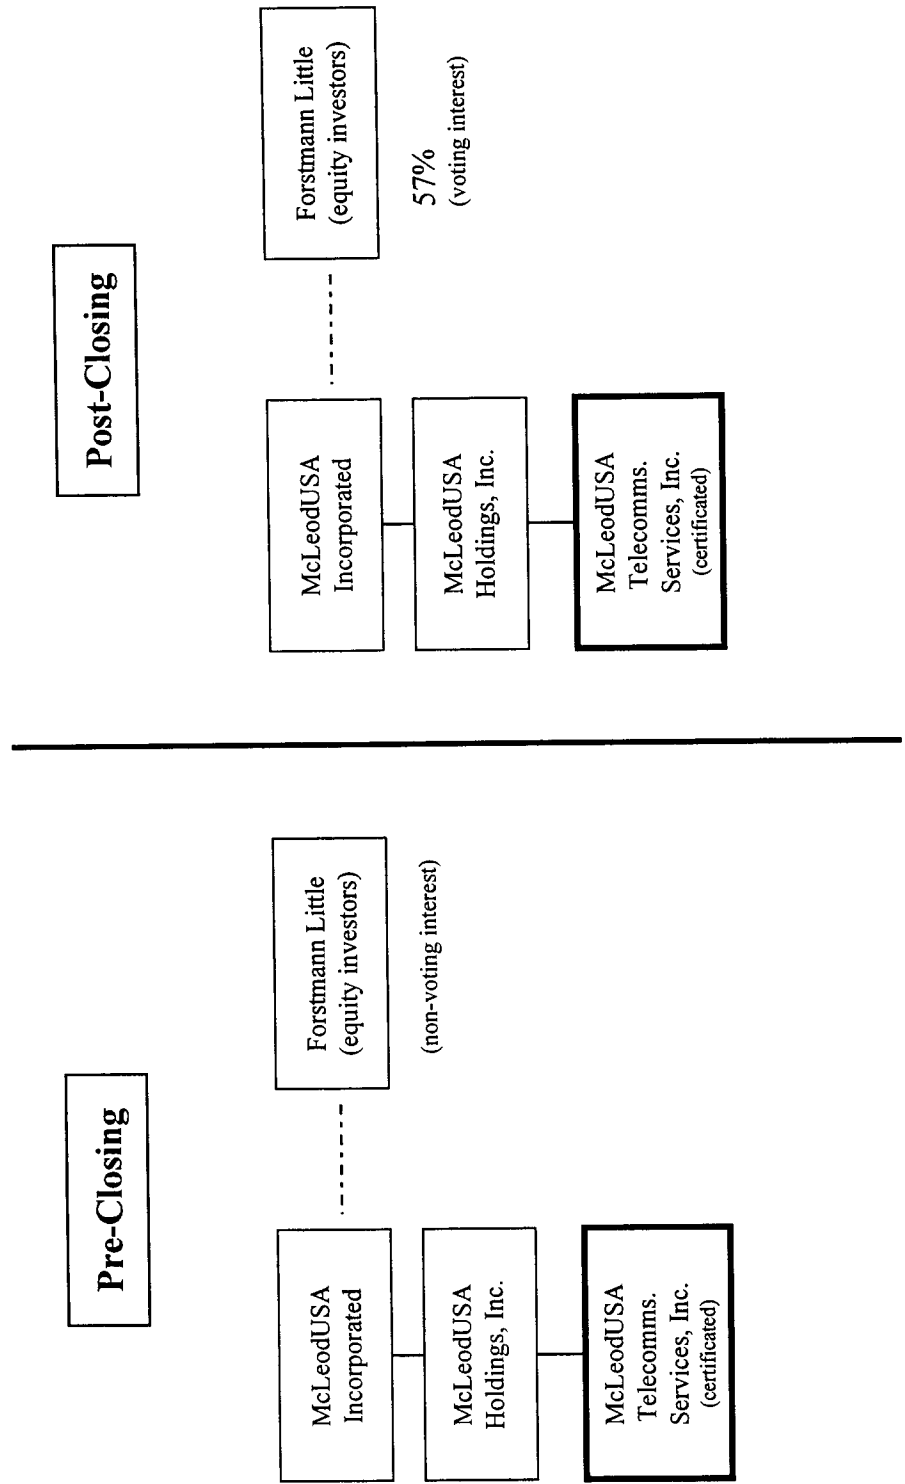 Pre-Closing
McLeodUSA
Incorporated
Forstmann Little
(equity investors)
(non-voting interest)
McLeodUSA
Holdings, Inc.
McLeodUSA
Telecomms.
Services, Inc.
(certificated)
Post-Closing
McLeodUSA
Incorporated
Forstmann Little
(equity investors)
57%
(voting interest)
McLeodUSA
Holdings, Inc.
McLeodUSA
Telecomms.
Services, Inc.
(certificated)